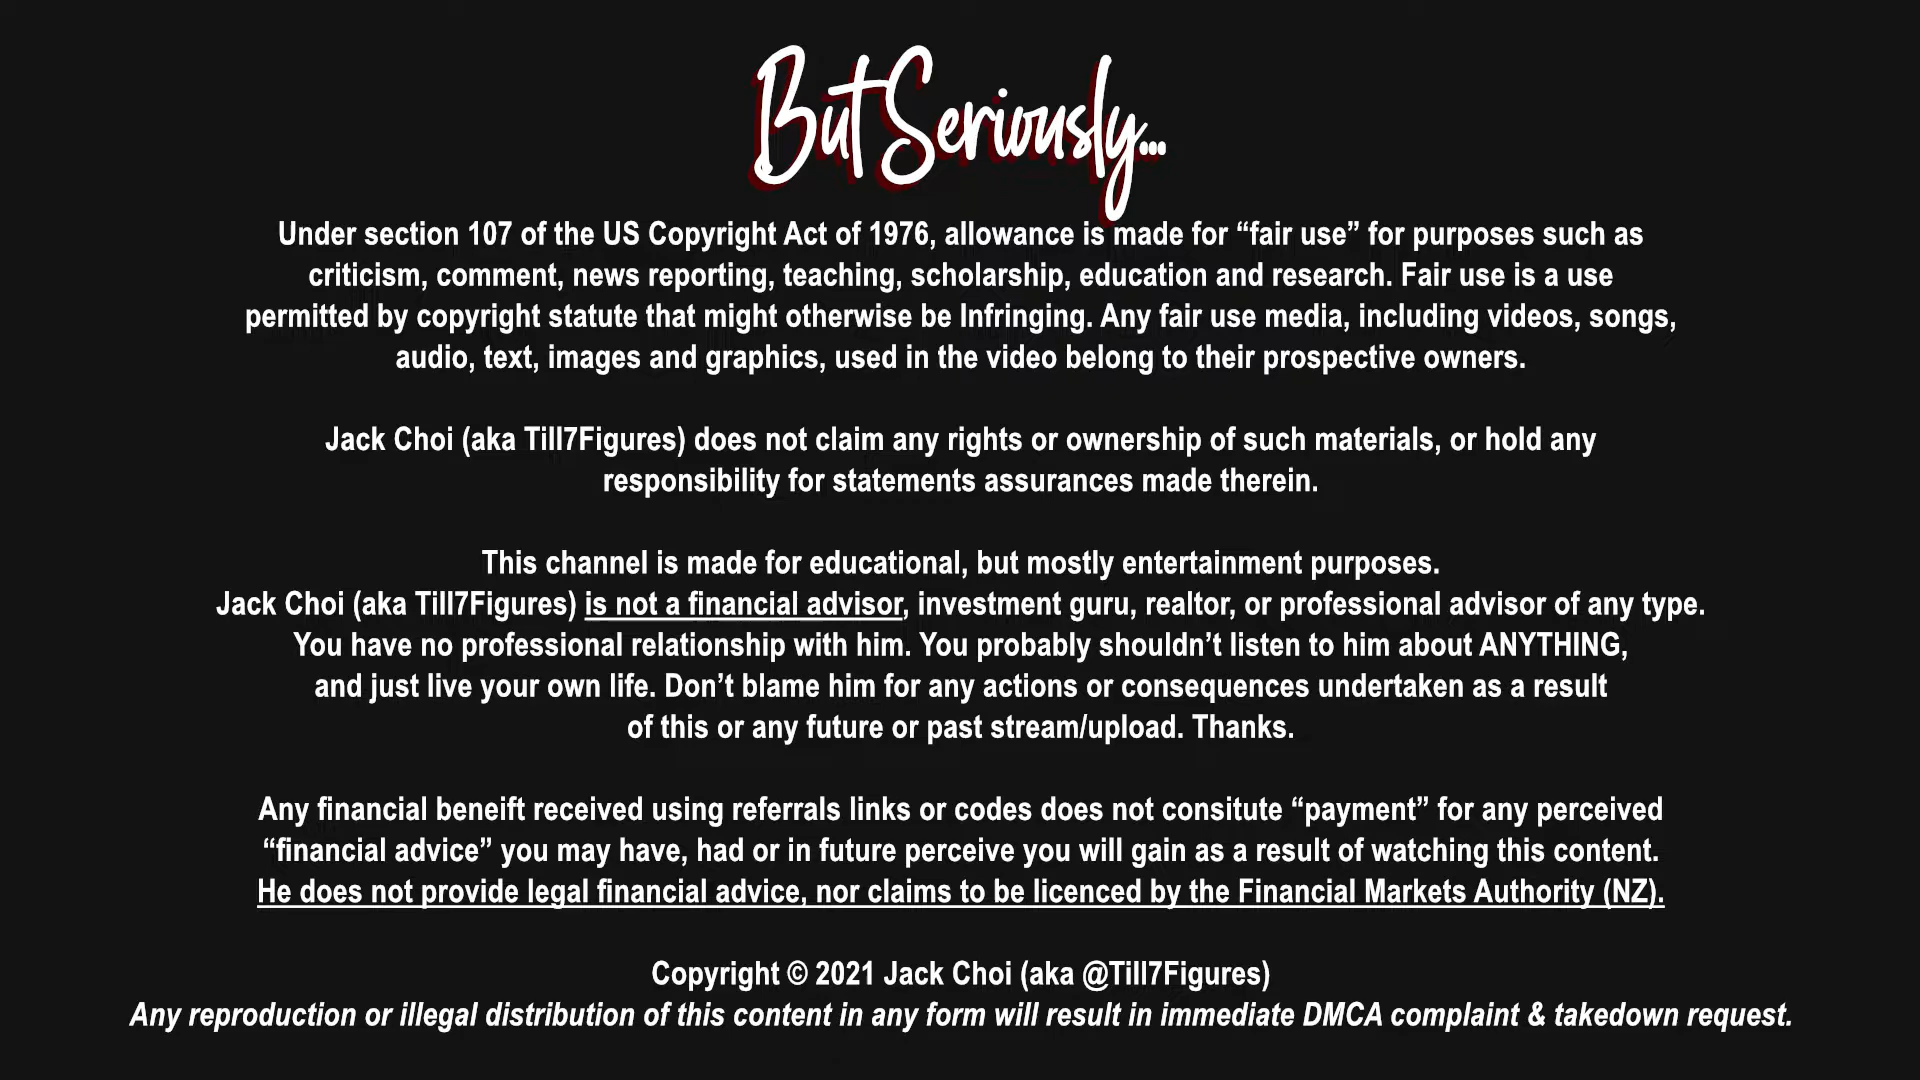 But Seriously...
Under section 107 of the US Copyright Act of 1976, allowance is made for “fair use” for purposes such as
criticism, comment, news reporting, teaching, scholarship, education and research. Fair use is a use
permitted by copyright statute that might otherwise be Infringing. Any fair use media, including videos, songs,
audio, text, images and graphics, used in the video belong to their prospective owners.
Jack Choi (aka Till7Figures) does not claim any rights or ownership of such materials, or hold any
responsibility for statements assurances made therein.
This channel is made for educational, but mostly entertainment purposes.
Jack Choi (aka Till7Figures) is not a financial advisor, investment guru, realtor, or professional advisor of any type.
You have no professional relationship with him. You probably shouldn’t listen to him about ANYTHING,
and just live your own life. Don’t blame him for any actions or consequences undertaken as a result
of this or any future or past stream/upload. Thanks.
Any financial beneift received using referrals links or codes does not consitute “payment” for any perceived
“financial advice” you may have, had or in future perceive you will gain as a result of watching this content.
He does not provide legal financial advice, nor claims to be licenced by the Financial Markets Authority (NZ).
Copyright © 2021 Jack Choi (aka @Till7Figures)
Any reproduction or illegal distribution of this content in any form will result in immediate DMCA complaint & takedown request.